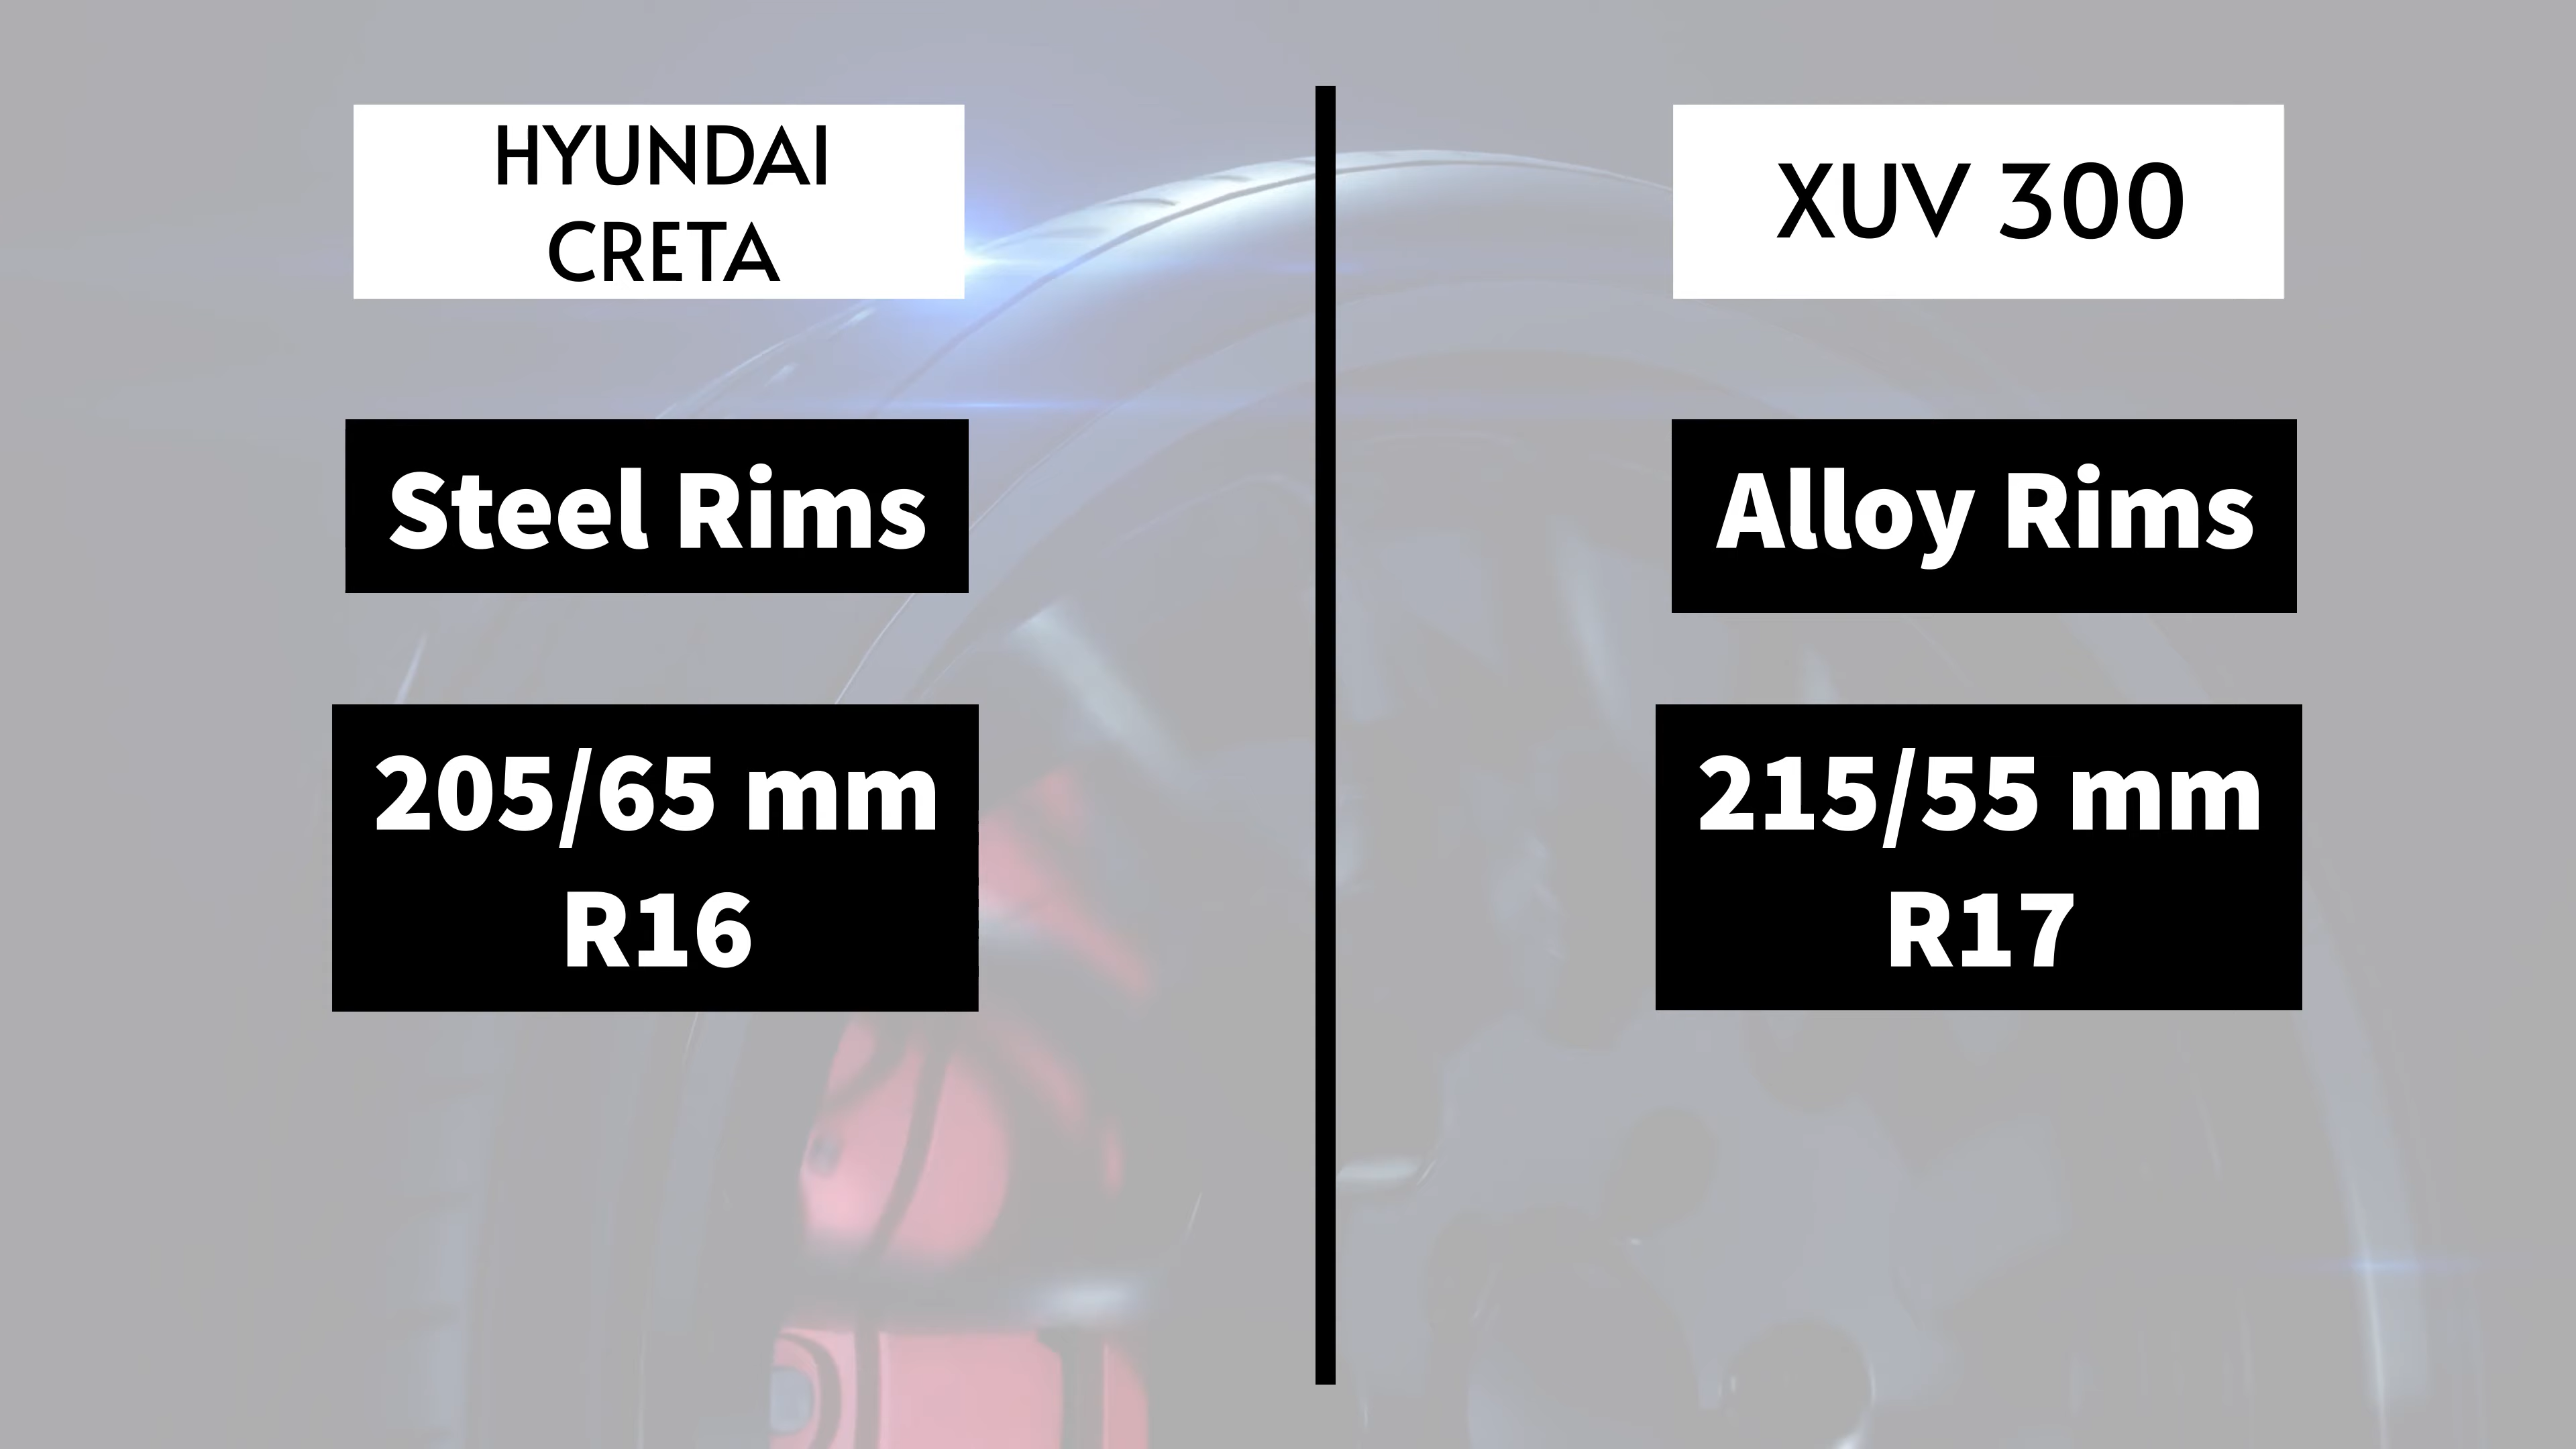 HYUNDAI
CRETA
Steel Rims
205/65 mm
R16
XUV 300
Alloy Rims
215/55 mm
R17